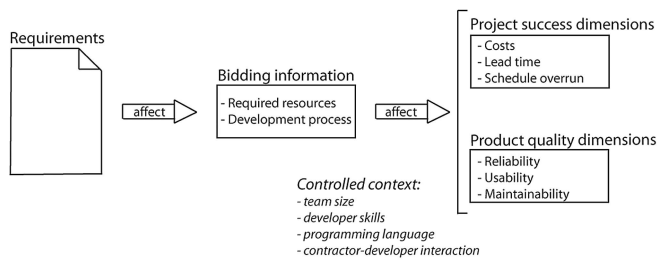 Requirements
affect
Bidding information
- Required resources
- Development process
affect
Project success dimensions
- Costs
- Lead time
- Schedule overrun
Product quality dimensions
- Reliability
- Usability
- Maintainability
Controlled context:
- team size
- developer skills
- programming language
- contractor-developer interaction